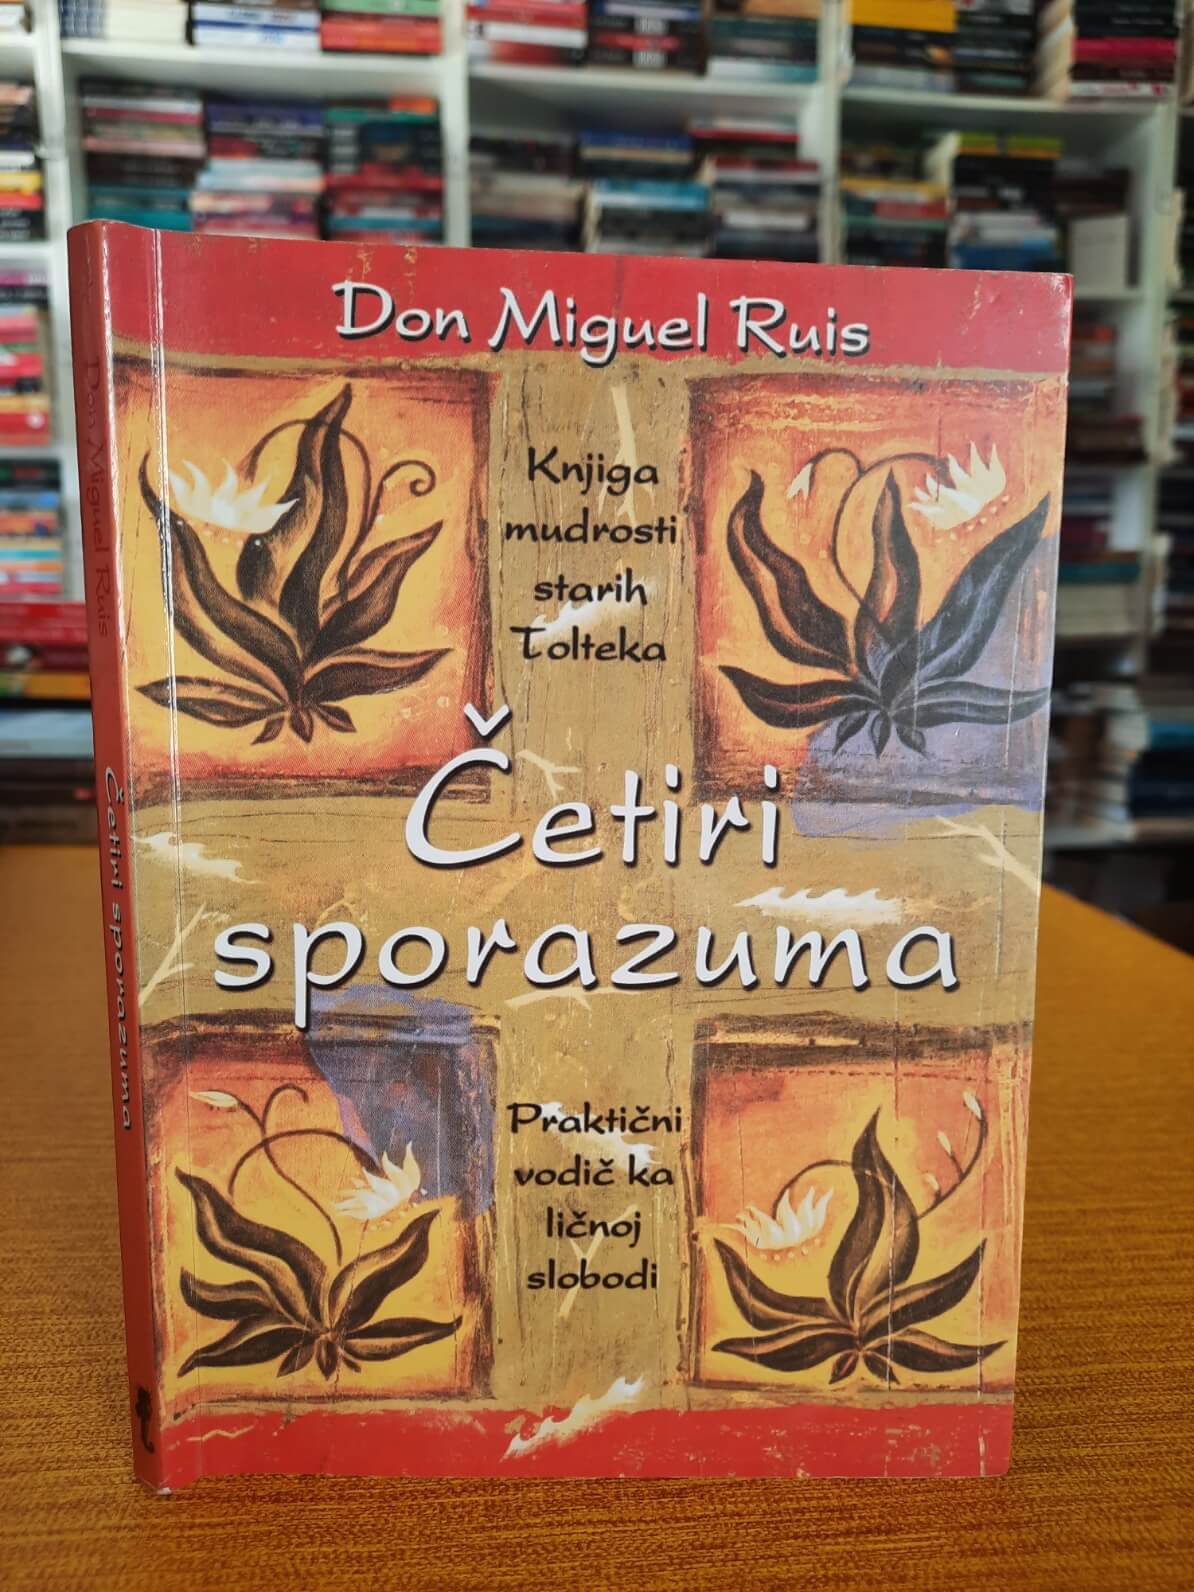 Don Miguel Ruis
Knjiga
mudrosti
starih
Tolteka
Četiri
sporazuma
Praktični
vodič ka
ličnoj
slobodi
Don Miguel Ruis
Četiri sporazuma